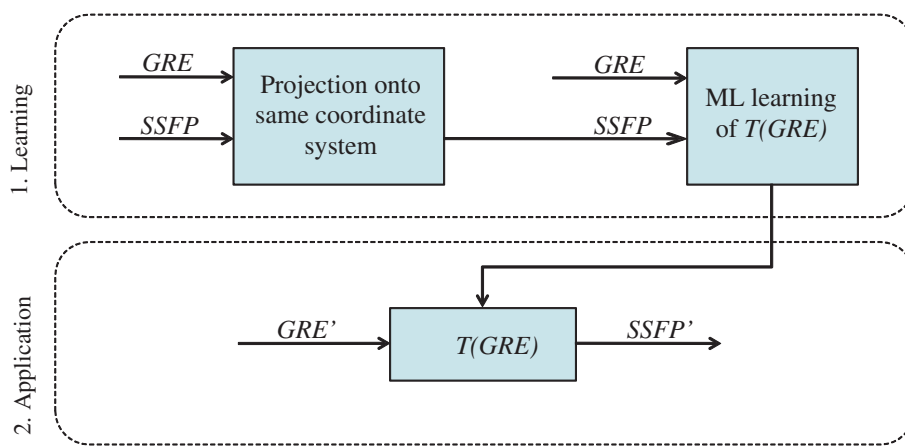 1. Learning
GRE
SSFP
Projection onto
same coordinate
system
GRE
SSFP
ML learning
of T(GRE)
2. Application
GRE’
T(GRE)
SSFP’